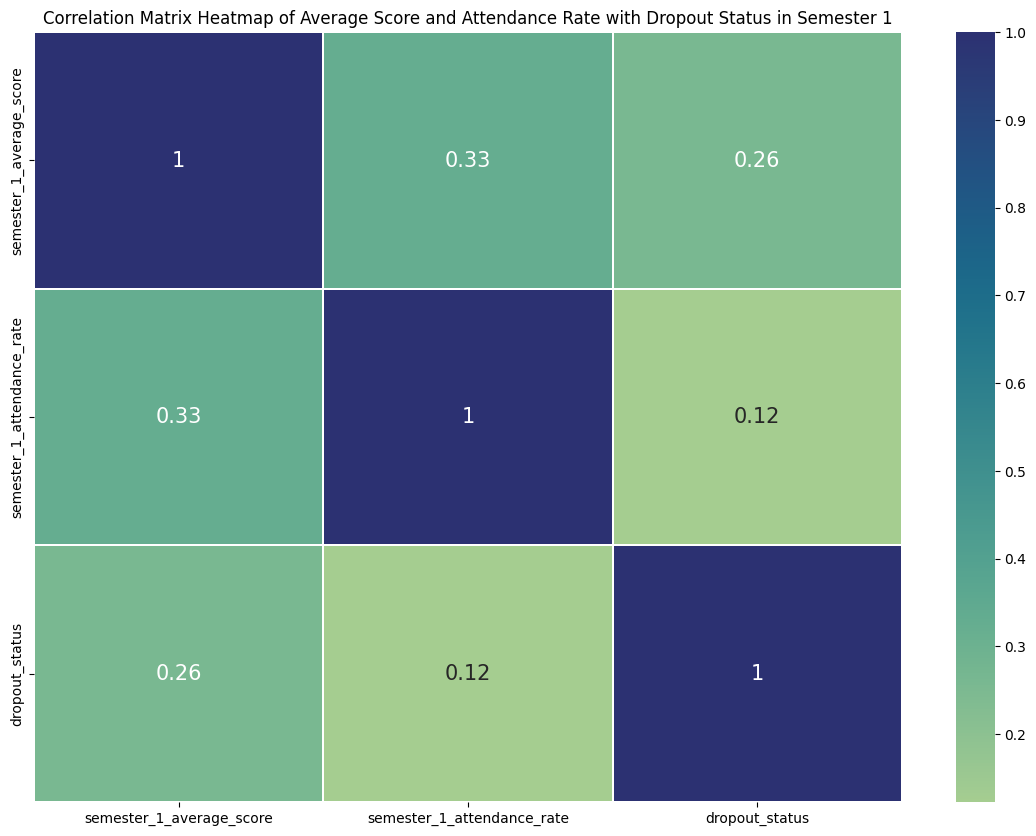 Correlation Matrix Heatmap of Average Score and Attendance Rate with Dropout Status in Semester 1
semester_1_average_score
1
0.33
0.26
semester_1_attendance_rate
0.33
1
0.12
dropout_status
0.26
0.12
1
semester_1_average_score
semester_1_attendance_rate
dropout_status
1.0
0.9
0.8
0.7
0.6
0.5
0.4
0.3
0.2